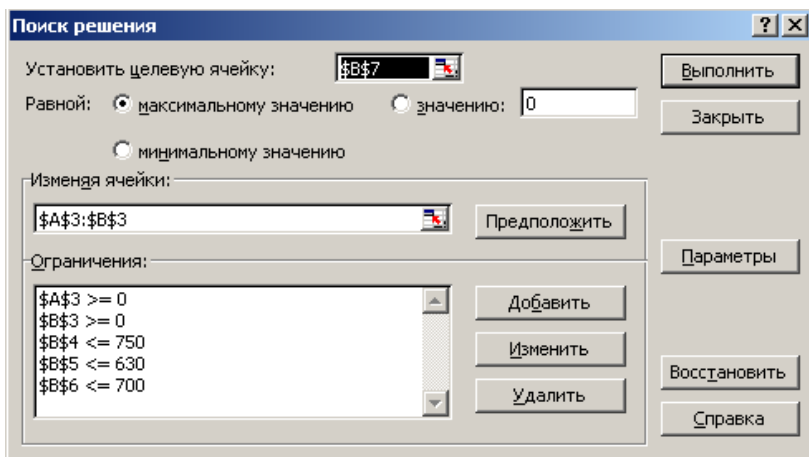 Поиск решения
Установить целевую ячейку: $B$7
Равной: максимальному значению значению: 0
минимальному значению
Изменяя ячейки:
$A$3:$B$3
Предположить
Ограничения:
$A$3 >= 0
$B$3 >= 0
$B$4 <= 750
$B$5 <= 630
$B$6 <= 700
Добавить
Изменить
Удалить
Выполнить
Закрыть
Параметры
Восстановить
Справка